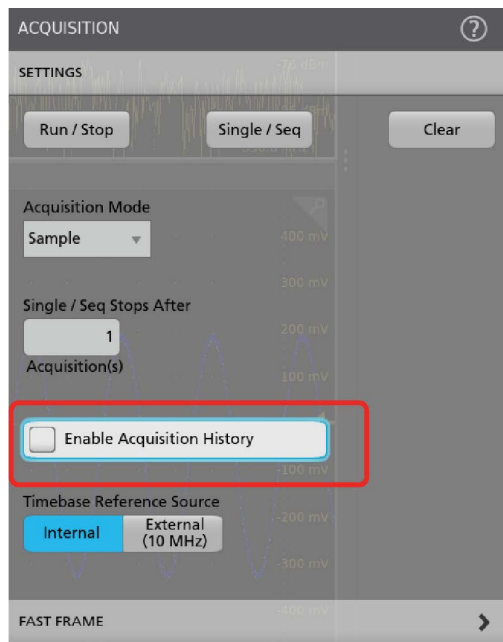 ACQUISITION ?
SETTINGS
Run / Stop Single / Seq Clear
Acquisition Mode
Sample
400 mV
300 mV
Single / Seq Stops After
200 mV
1
Acquisition(s)
100 mV
Enable Acquisition History
-100 mV
Timebase Reference Source
-200 mV
Internal External
(10 MHz)
-300 mV
-400 mV
FAST FRAME